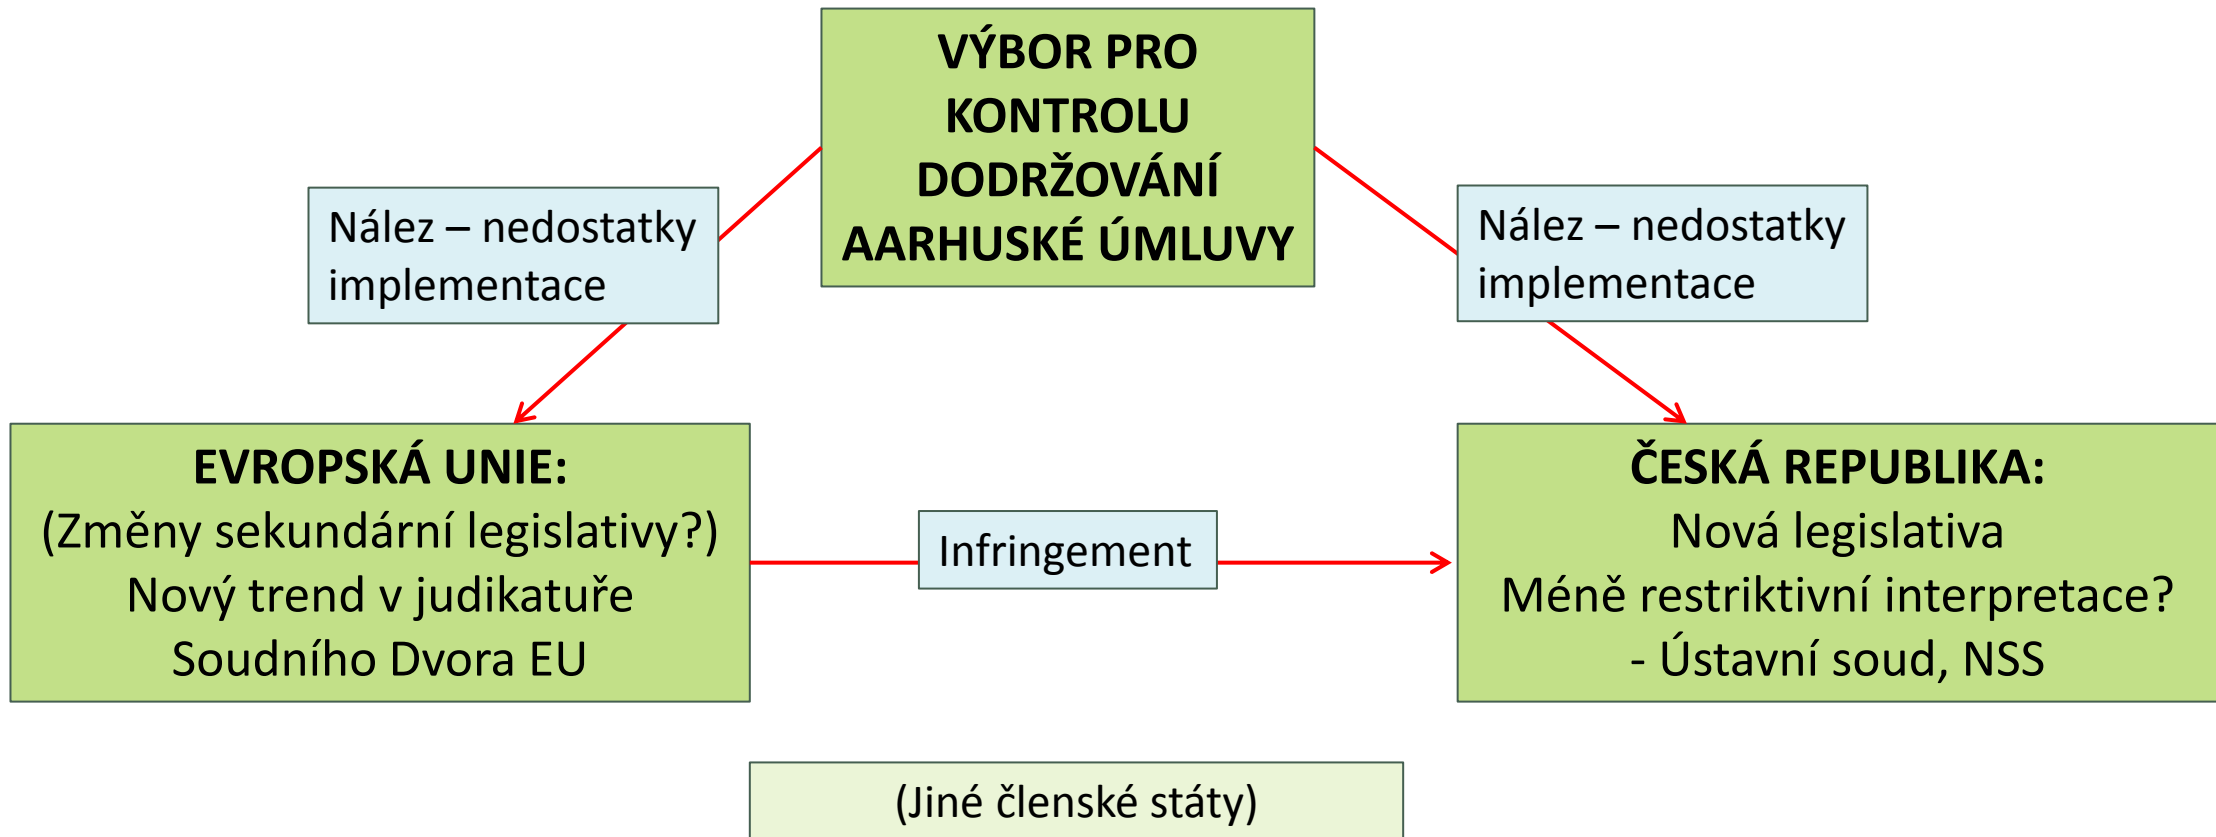 VÝBOR PRO
KONTROLU
DODRŽOVÁNÍ
AARHUSKÉ ÚMLUVY
Nález – nedostatky
implementace
Nález – nedostatky
implementace
EVROPSKÁ UNIE:
(Změny sekundární legislativy?)
Nový trend v judikatuře
Soudního Dvora EU
Infringement
ČESKÁ REPUBLIKA:
Nová legislativa
Méně restriktivní interpretace?
- Ústavní soud, NSS
(Jiné členské státy)